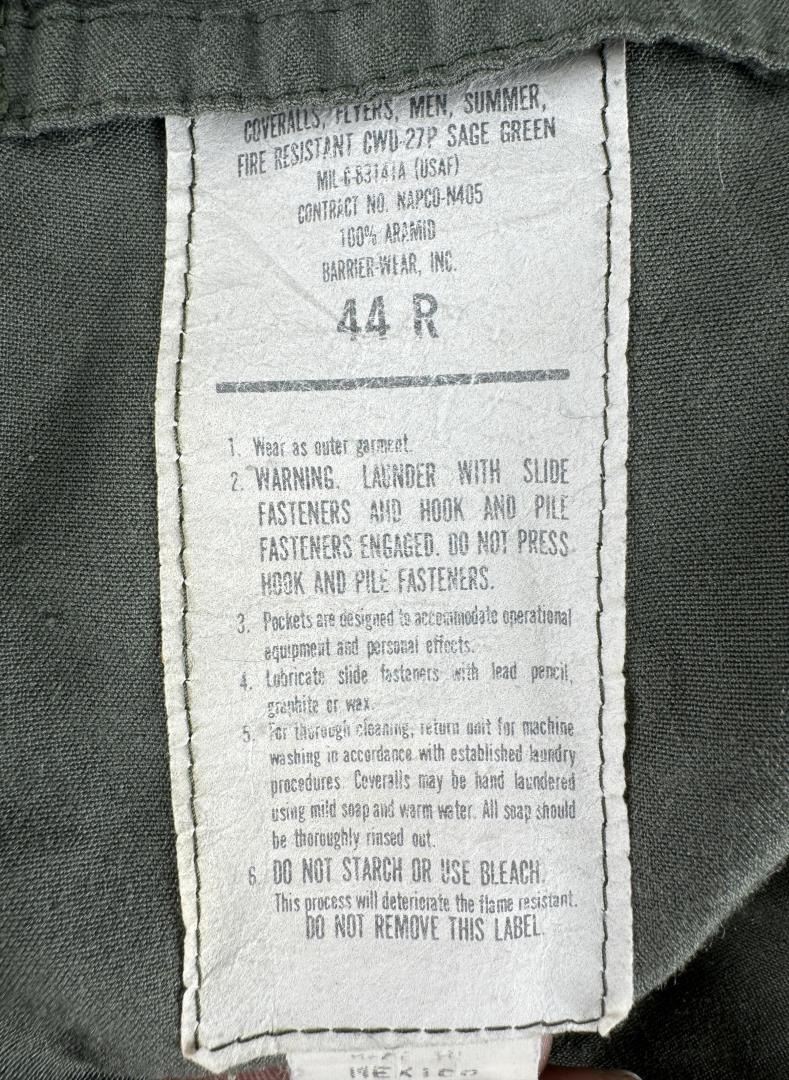 COVERALLS, FLYERS, MEN, SUMMER,
FIRE RESISTANT CWU-27P SAGE GREEN
MIL-C-83141A (USAF)
CONTRACT NO. NAPCO-N405
100% ARAMID
BARRIER-WEAR, INC.
44 R
1. Wear as outer garment.
2. WARNING. LAUNDER WITH SLIDE
FASTENERS AND HOOK AND PILE
FASTENERS ENGAGED. DO NOT PRESS
HOOK AND PILE FASTENERS.
3. Pockets are designed to accommodate operational
equipment and personal effects.
4. Lubricate slide fasteners with lead pencil,
graphite or wax.
5. For thorough cleaning, return unit for machine
washing in accordance with established laundry
procedures. Coveralls may be hand laundered
using mild soap and warm water. All soap should
be thoroughly rinsed out.
6. DO NOT STARCH OR USE BLEACH.
This process will deteriorate the flame resistant.
DO NOT REMOVE THIS LABEL.
MADE IN
MEXICO